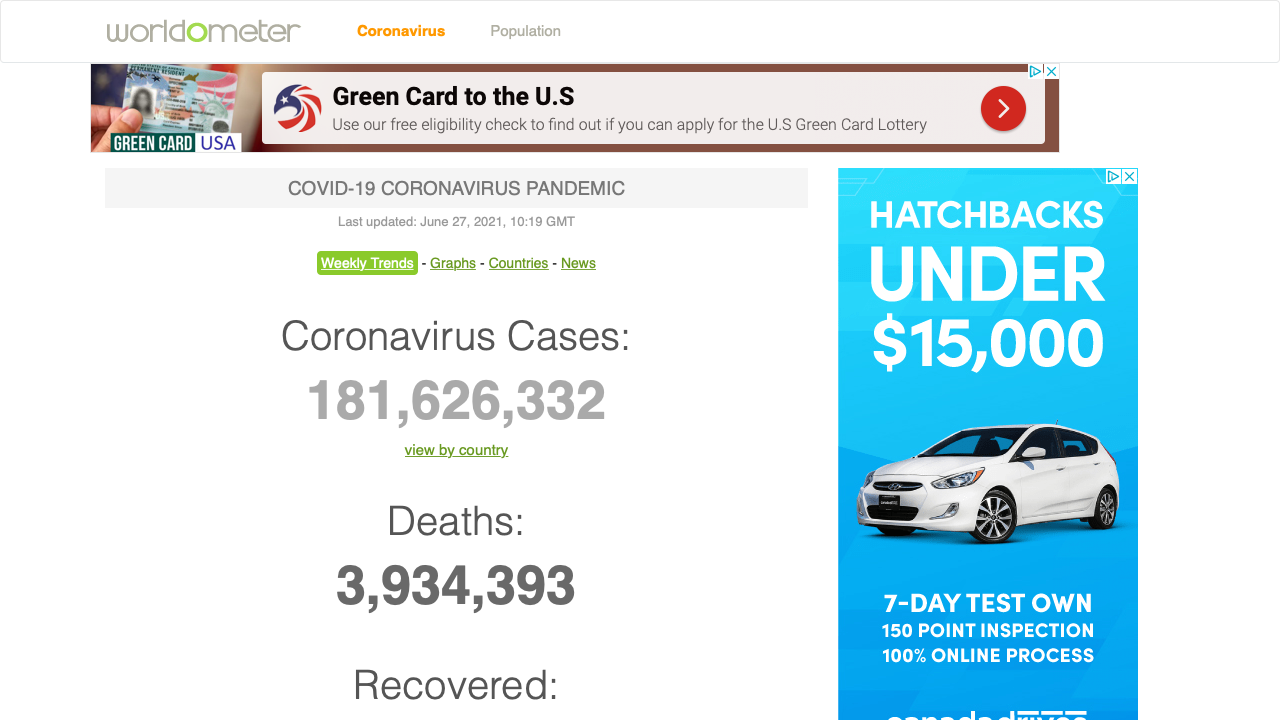 worldometer
Coronavirus
Population
PERMANENT RESIDENT
GREEN CARD USA
Green Card to the U.S
Use our free eligibility check to find out if you can apply for the U.S Green Card Lottery
COVID-19 CORONAVIRUS PANDEMIC
Last updated: June 27, 2021, 10:19 GMT
Weekly Trends - Graphs - Countries - News
Coronavirus Cases:
181,626,332
view by country
Deaths:
3,934,393
Recovered:
HATCHBACKS
UNDER
$15,000
7-DAY TEST OWN
150 POINT INSPECTION
100% ONLINE PROCESS
canadadrives